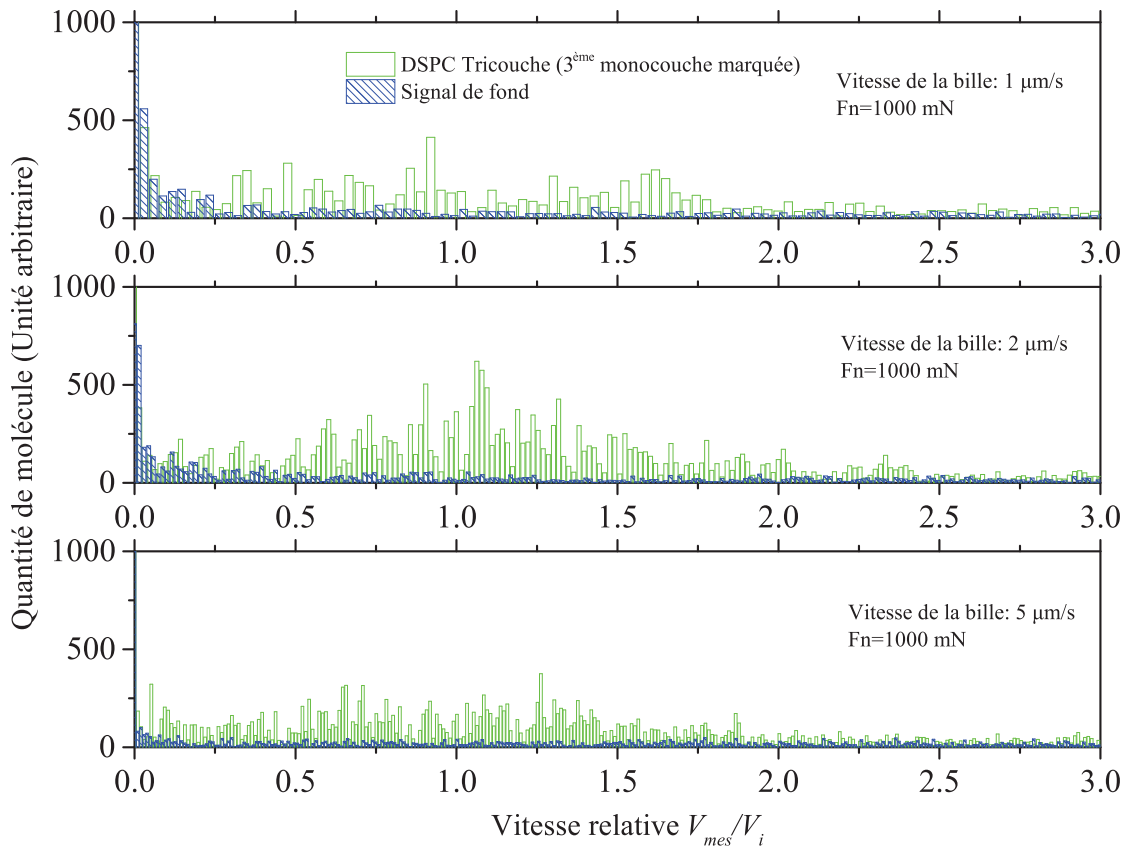 Quantité de molécule (Unité arbitraire)
1000
500
0
DSPC Tricouche (3ème monocouche marquée)
Signal de fond
Vitesse de la bille: 1 μm/s
Fn=1000 mN
0.0 0.5 1.0 1.5 2.0 2.5 3.0
1000
500
0
Vitesse de la bille: 2 μm/s
Fn=1000 mN
0.0 0.5 1.0 1.5 2.0 2.5 3.0
1000
500
0
Vitesse de la bille: 5 μm/s
Fn=1000 mN
0.0 0.5 1.0 1.5 2.0 2.5 3.0
Vitesse relative Vmes/Vi